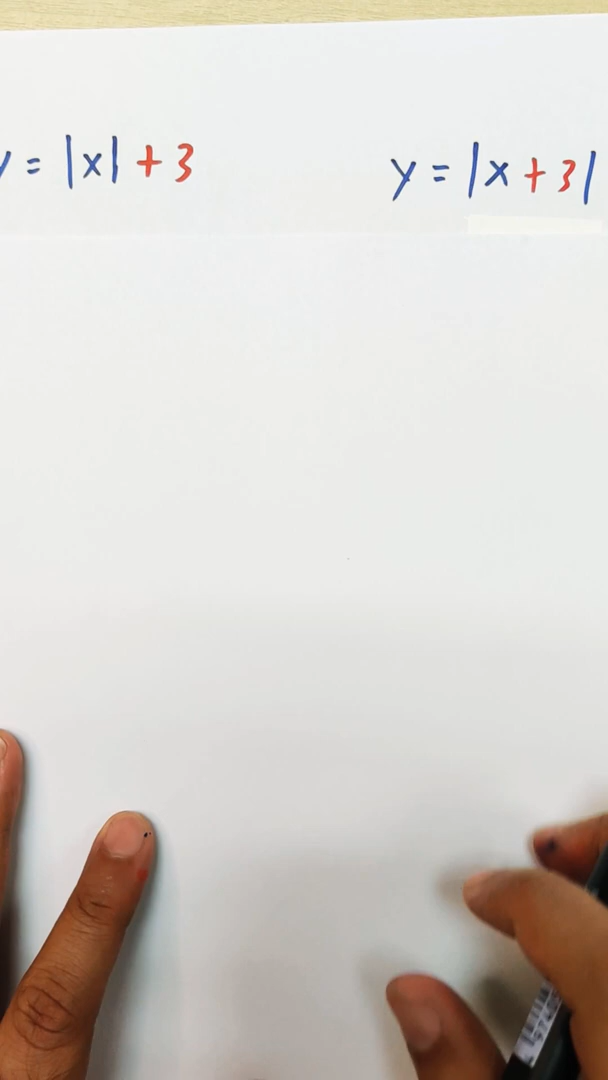 y = |x| + 3
y = |x + 3|